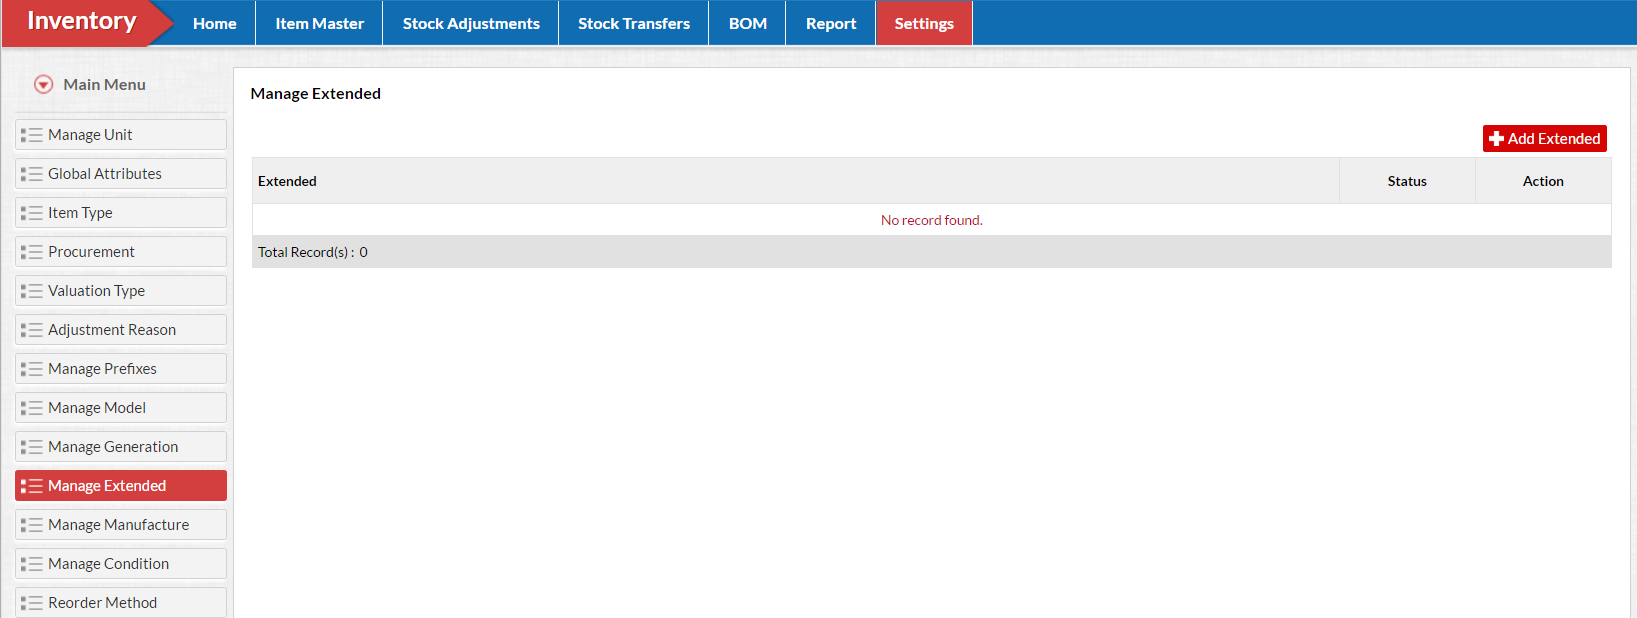 Inventory Home Item Master Stock Adjustments Stock Transfers BOM Report Settings
Main Menu
Manage Unit
Global Attributes
Item Type
Procurement
Valuation Type
Adjustment Reason
Manage Prefixes
Manage Model
Manage Generation
Manage Extended
Manage Manufacture
Manage Condition
Reorder Method
Manage Extended
Add Extended
Extended Status Action
No record found.
Total Record(s) : 0